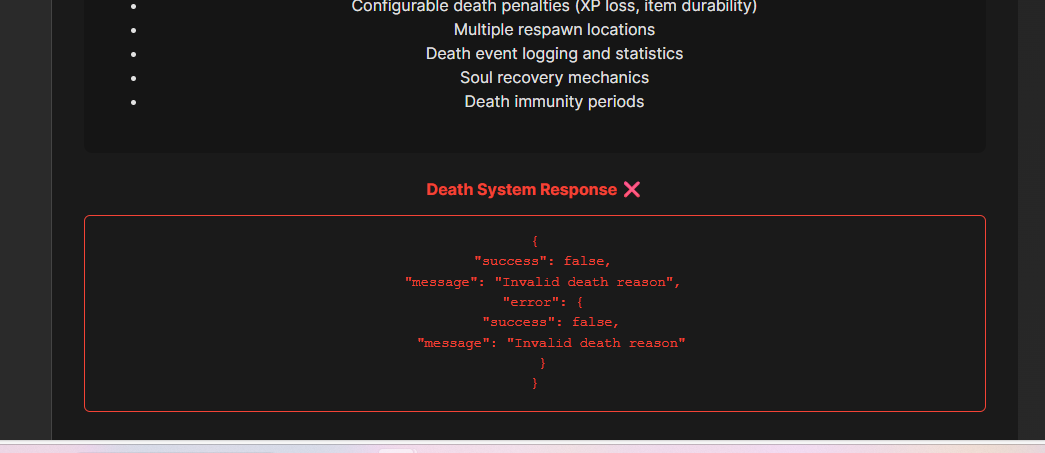 Configurable death penalties (XP loss, item durability)
Multiple respawn locations
Death event logging and statistics
Soul recovery mechanics
Death immunity periods
Death System Response ❌
{
"success": false,
"message": "Invalid death reason",
"error": {
"success": false,
"message": "Invalid death reason"
}
}